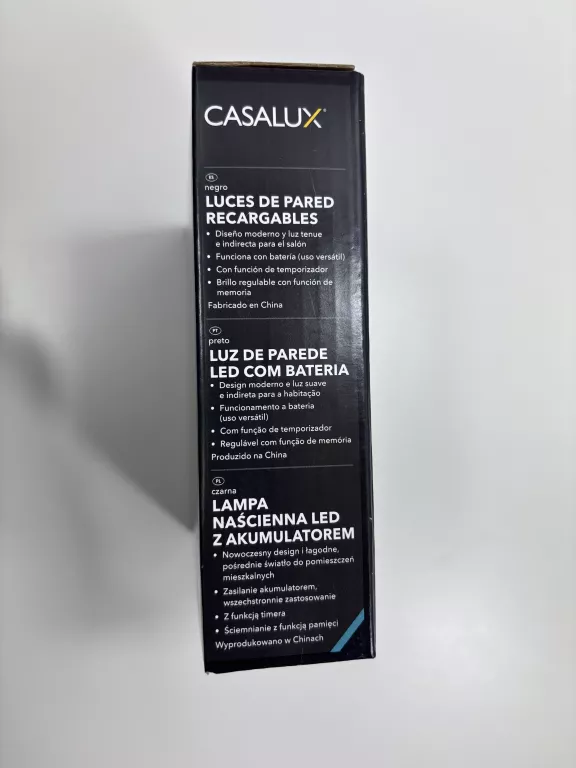 CASALUX®
ES
negro
LUCES DE PARED
RECARGABLES
• Diseño moderno y luz tenue
e indirecta para el salón
• Funciona con batería (uso versátil)
• Con función de temporizador
• Brillo regulable con función de
memoria
Fabricado en China
PT
preto
LUZ DE PAREDE
LED COM BATERIA
• Design moderno e luz suave
e indireta para a habitação
• Funcionamento a bateria
(uso versátil)
• Com função de temporizador
• Regulável com função de memória
Produzido na China
PL
czarna
LAMPA
NAŚCIENNA LED
Z AKUMULATOREM
• Nowoczesny design i łagodne,
pośrednie światło do pomieszczeń
mieszkalnych
• Zasilanie akumulatorem,
wszechstronnie zastosowanie
• Z funkcją timera
• Ściemnianie z funkcją pamięci
Wyprodukowano w Chinach